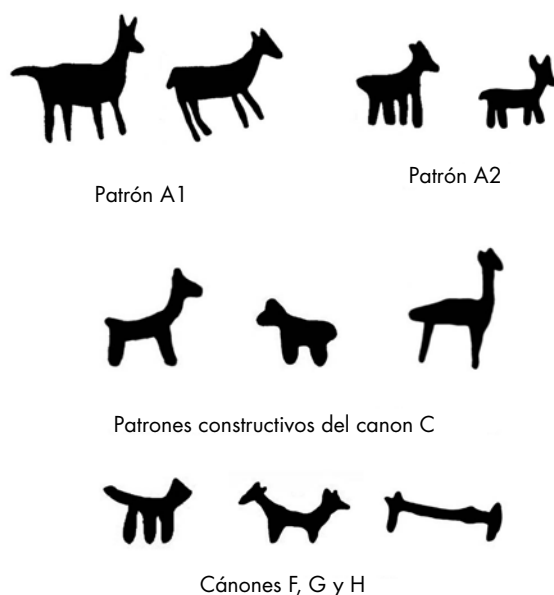 Patrón A1
Patrón A2
Patrones constructivos del canon C
Cánones F, G y H